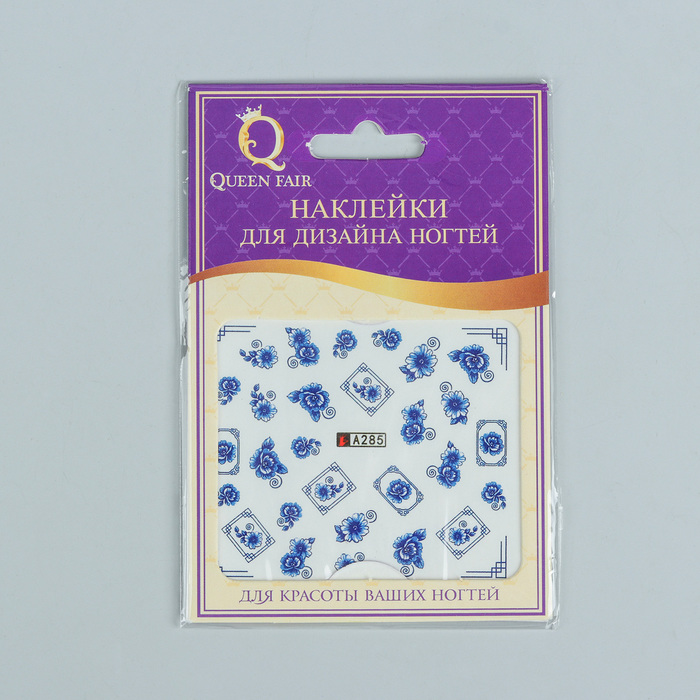 QUEEN FAIR
НАКЛЕЙКИ
ДЛЯ ДИЗАЙНА НОГТЕЙ
A285
ДЛЯ КРАСОТЫ ВАШИХ НОГТЕЙ